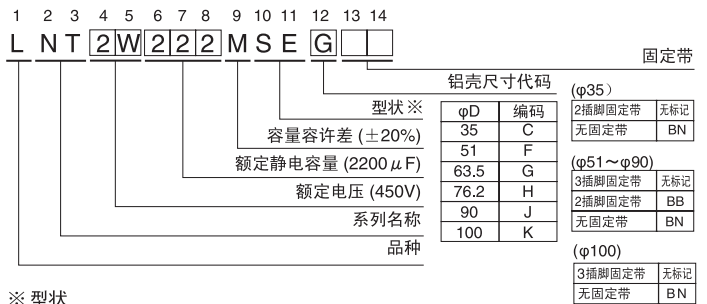 1 2 3 4 5 6 7 8 9 10 11 12 13 14
L N T 2 W 2 2 2 M S E G
固定带
铝壳尺寸代码
型状※
容量容许差 (±20%)
额定静电容量 (2200μF)
额定电压 (450V)
系列名称
品种
φD 编码
35 C
51 F
63.5 G
76.2 H
90 J
100 K
(φ35)
2插脚固定带 无标记
无固定带 BN
(φ51～φ90)
3插脚固定带 无标记
2插脚固定带 BB
无固定带 BN
(φ100)
3插脚固定带 无标记
无固定带 BN
※ 型状